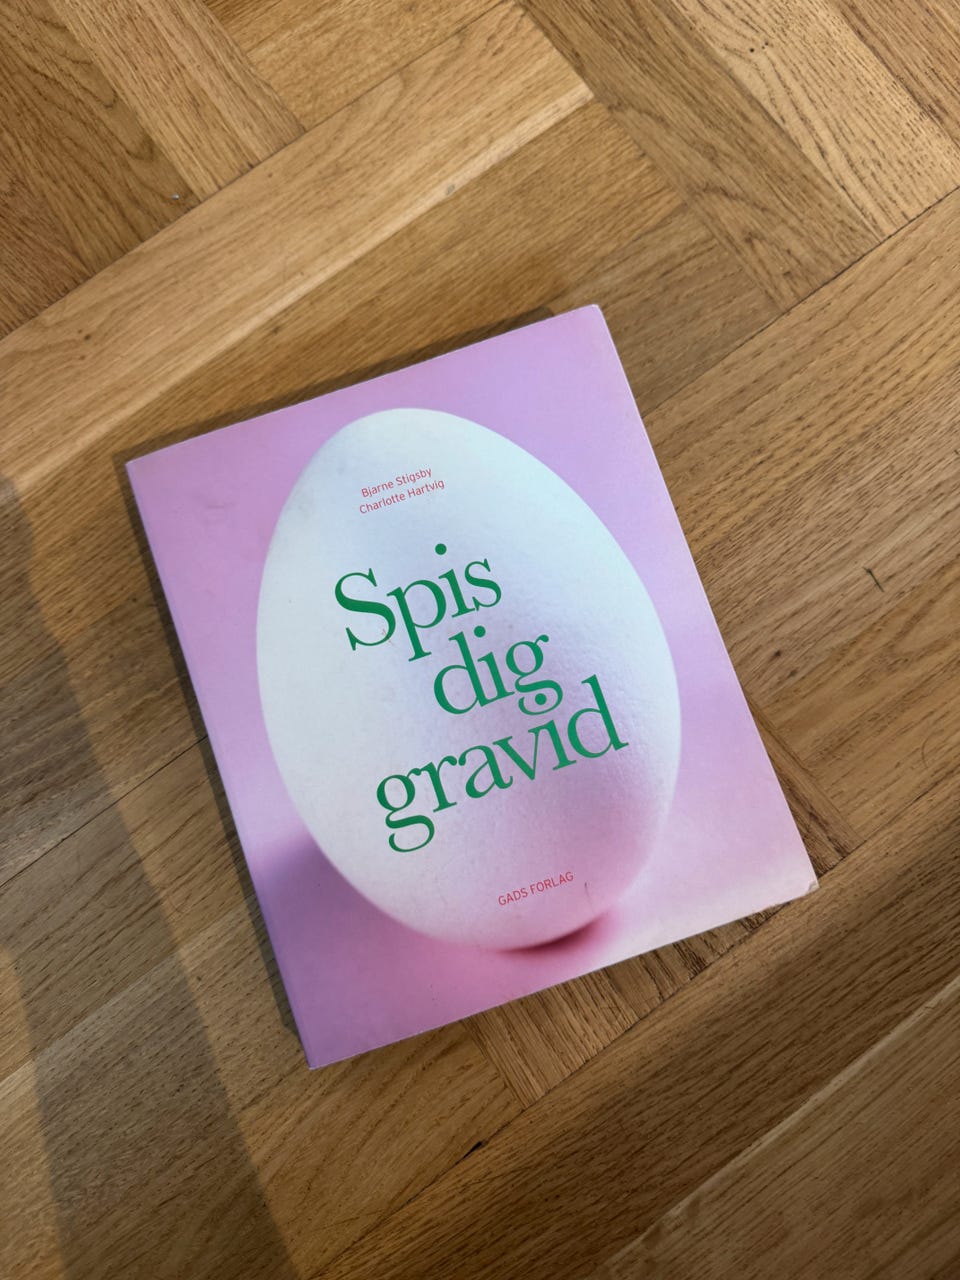 Bjarne Stigsby
Charlotte Hartvig
Spis
dig
gravid
GADS FORLAG